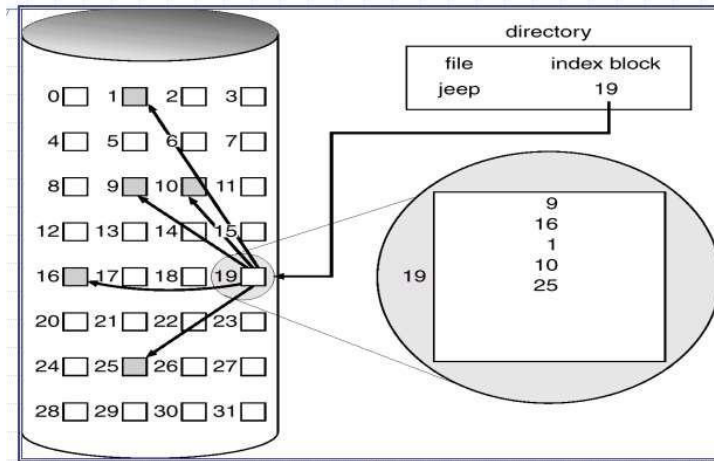 directory
file index block
jeep 19
0 1 2 3
4 5 6 7
8 9 10 11
12 13 14 15
16 17 18 19
20 21 22 23
24 25 26 27
28 29 30 31
19
9
16
1
10
25